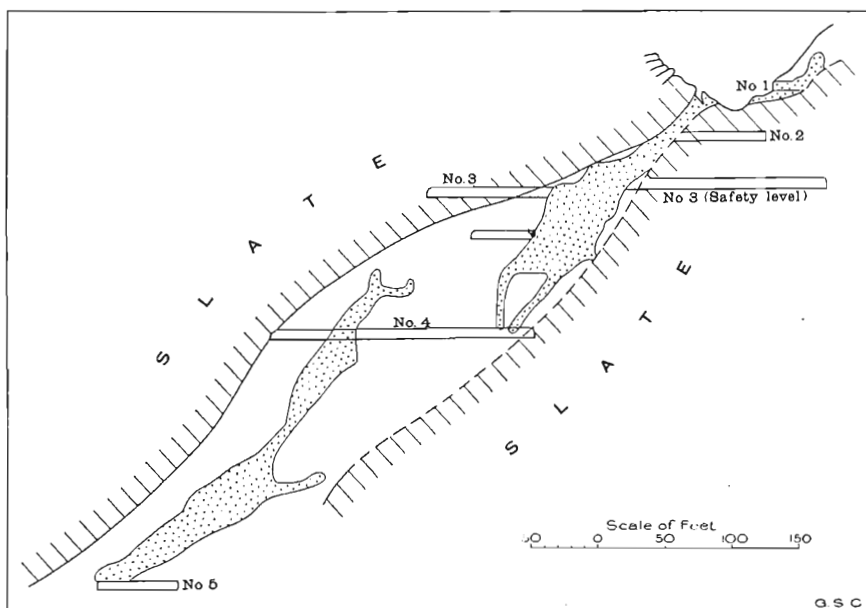 No 1
No. 2
No. 3
No 3 (Safety level)
S L A T E
No. 4
S L A T E
Scale of Feet
50 0 50 100 150
No 5
G. S. C.